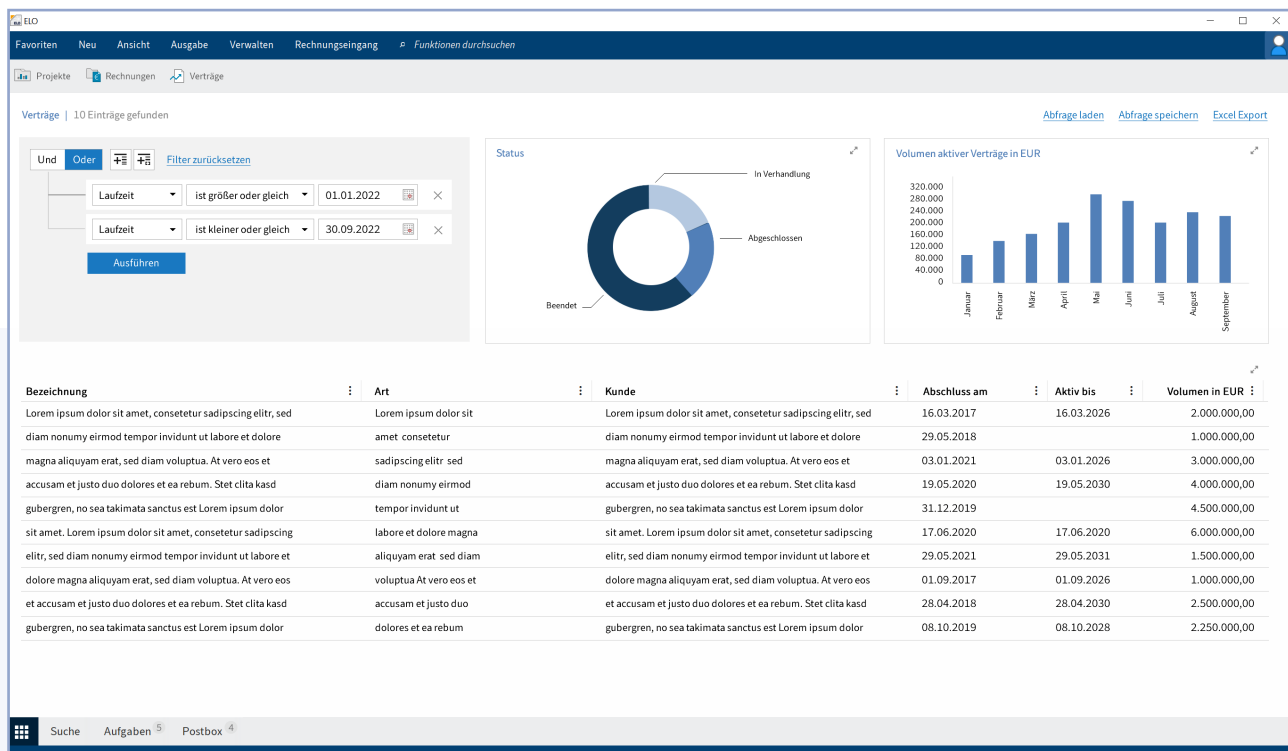 ELO
Favoriten Neu Ansicht Ausgabe Verwalten Rechnungseingang Funktionen durchsuchen
Projekte Rechnungen Verträge
Verträge | 10 Einträge gefunden Abfrage laden Abfrage speichern Excel Export
Und Oder Filter zurücksetzen
Laufzeit ist größer oder gleich 01.01.2022
Laufzeit ist kleiner oder gleich 30.09.2022
Ausführen
Status
In Verhandlung
Abgeschlossen
Beendet
Volumen aktiver Verträge in EUR
320.000
280.000
240.000
200.000
160.000
120.000
80.000
40.000
0
Januar
Februar
März
April
Mai
Juni
Juli
August
September
Bezeichnung Art Kunde Abschluss am Aktiv bis Volumen in EUR
Lorem ipsum dolor sit amet, consetetur sadipscing elitr, sed Lorem ipsum dolor sit Lorem ipsum dolor sit amet, consetetur sadipscing elitr, sed 16.03.2017 16.03.2026 2.000.000,00
diam nonumy eirmod tempor invidunt ut labore et dolore amet consetetur diam nonumy eirmod tempor invidunt ut labore et dolore 29.05.2018 1.000.000,00
magna aliquyam erat, sed diam voluptua. At vero eos et sadipscing elitr sed magna aliquyam erat, sed diam voluptua. At vero eos et 03.01.2021 03.01.2026 3.000.000,00
accusam et justo duo dolores et ea rebum. Stet clita kasd diam nonumy eirmod accusam et justo duo dolores et ea rebum. Stet clita kasd 19.05.2020 19.05.2030 4.000.000,00
gubergren, no sea takimata sanctus est Lorem ipsum dolor tempor invidunt ut gubergren, no sea takimata sanctus est Lorem ipsum dolor 31.12.2019 4.500.000,00
sit amet. Lorem ipsum dolor sit amet, consetetur sadipscing labore et dolore magna sit amet. Lorem ipsum dolor sit amet, consetetur sadipscing 17.06.2020 17.06.2020 6.000.000,00
elitr, sed diam nonumy eirmod tempor invidunt ut labore et aliquyam erat sed diam elitr, sed diam nonumy eirmod tempor invidunt ut labore et 29.05.2021 29.05.2031 1.500.000,00
dolore magna aliquyam erat, sed diam voluptua. At vero eos voluptua At vero eos et dolore magna aliquyam erat, sed diam voluptua. At vero eos 01.09.2017 01.09.2026 1.000.000,00
et accusam et justo duo dolores et ea rebum. Stet clita kasd accusam et justo duo et accusam et justo duo dolores et ea rebum. Stet clita kasd 28.04.2018 28.04.2030 2.500.000,00
gubergren, no sea takimata sanctus est Lorem ipsum dolor dolores et ea rebum gubergren, no sea takimata sanctus est Lorem ipsum dolor 08.10.2019 08.10.2028 2.250.000,00
Suche Aufgaben 5 Postbox 4